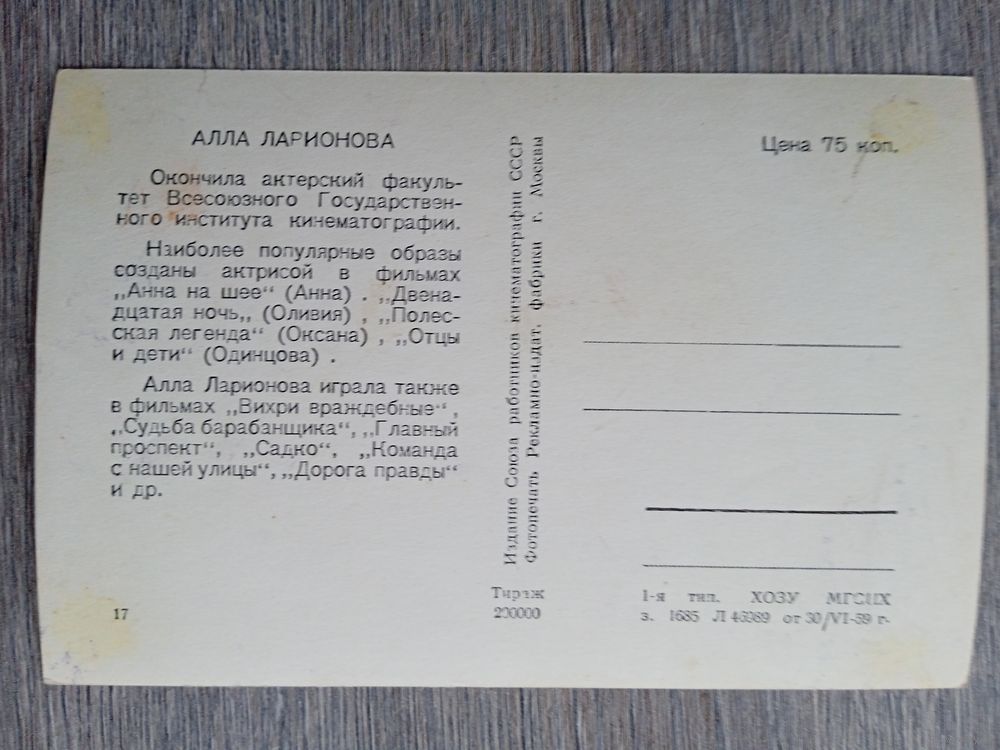 АЛЛА ЛАРИОНОВА
Окончила актерский факуль-
тет Всесоюзного Государствен-
ного института кинематографии.
Наиболее популярные образы
созданы актрисой в фильмах
„Анна на шее“ (Анна) . „Двена-
дцатая ночь„ (Оливия) , „Полес-
ская легенда“ (Оксана) , „Отцы
и дети“ (Одинцова) .
Алла Ларионова играла также
в фильмах „Вихри враждебные“,
„Судьба барабанщика“, „Главный
проспект“, „Садко“, „Команда
с нашей улицы“, „Дорога правды“
и др.
17
Издание Союза работников кинематографии СССР
Фотопечать Рекламно-издат. фабрики г. Москвы
Тираж
200000
Цена 75 коп.
1-я тип. ХОЗУ МГСНХ
з. 1685 Л 46989 от 30/VI-59 г.